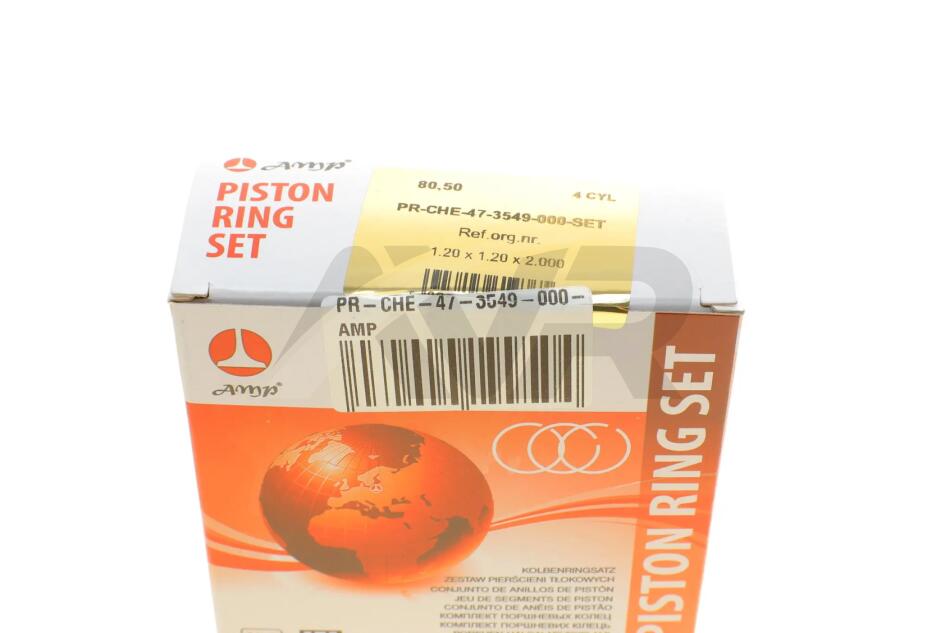 AMP
PISTON
RING
SET
80,50
4 CYL
PR-CHE-47-3549-000-SET
Ref.org.nr.
1.20 x 1.20 x 2.000
PR-CHE-47-3549-000-
AMP
AMP
PISTON RING SET
KOLBENRINGSATZ
ZESTAW PIERŚCIENI TŁOKOWYCH
CONJUNTO DE ANILLOS DE PISTÓN
JEU DE SEGMENTS DE PISTON
CONJUNTO DE ANÉIS DE PISTÃO
КОМПЛЕКТ ПОРШНЕВЫХ КОЛЕЦ
КОМПЛЕКТ ПОРШНЕВИХ КІЛЕЦЬ